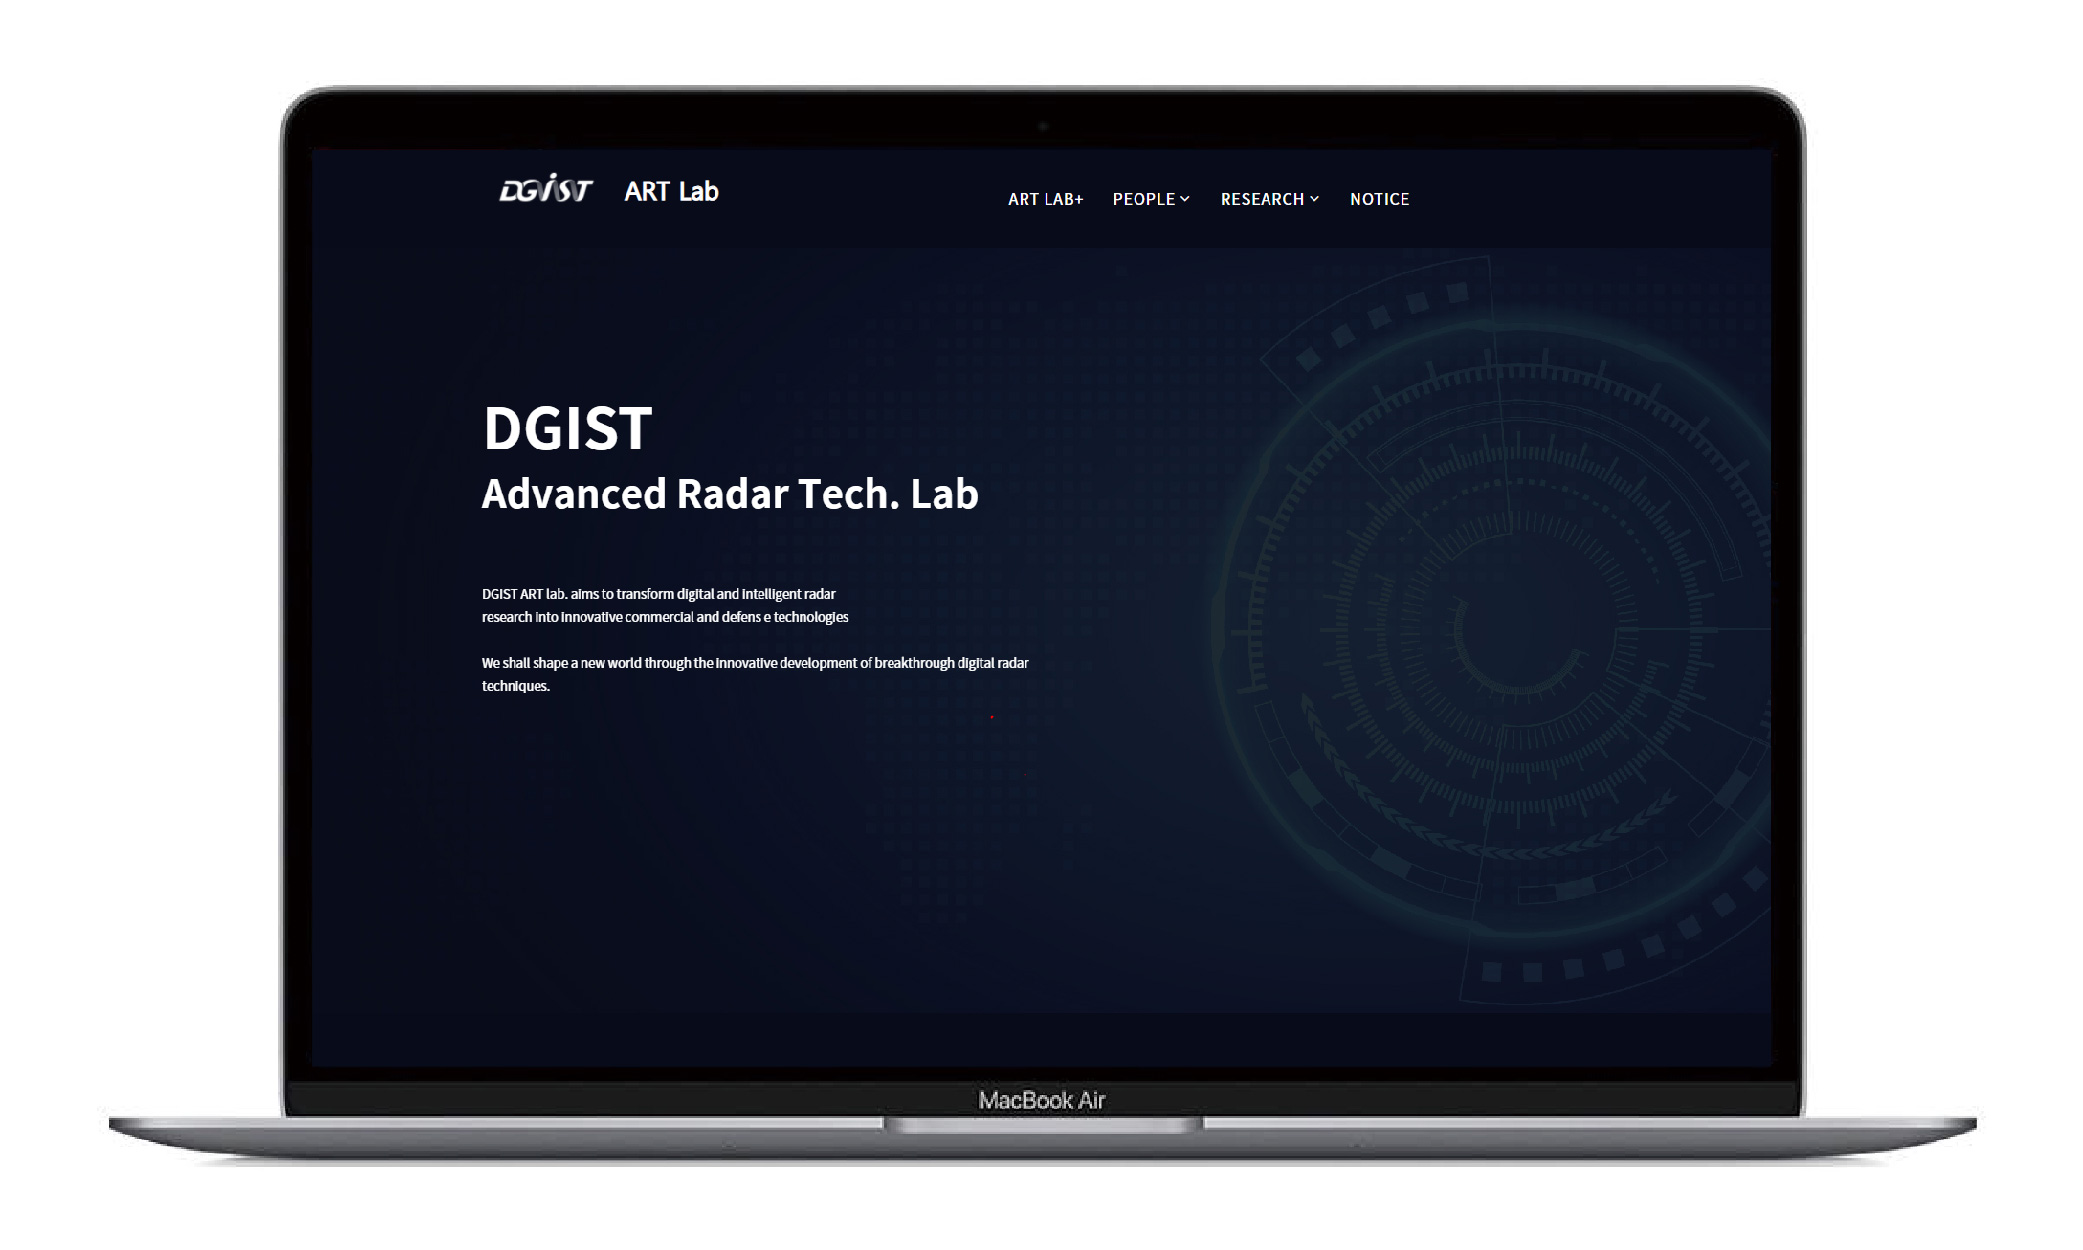 DGIST ART Lab
ART LAB+ PEOPLE RESEARCH NOTICE
DGIST
Advanced Radar Tech. Lab
DGIST ART lab. aims to transform digital and intelligent radar
research into innovative commercial and defens e technologies
We shall shape a new world through the innovative development of breakthrough digital radar
techniques.
MacBook Air